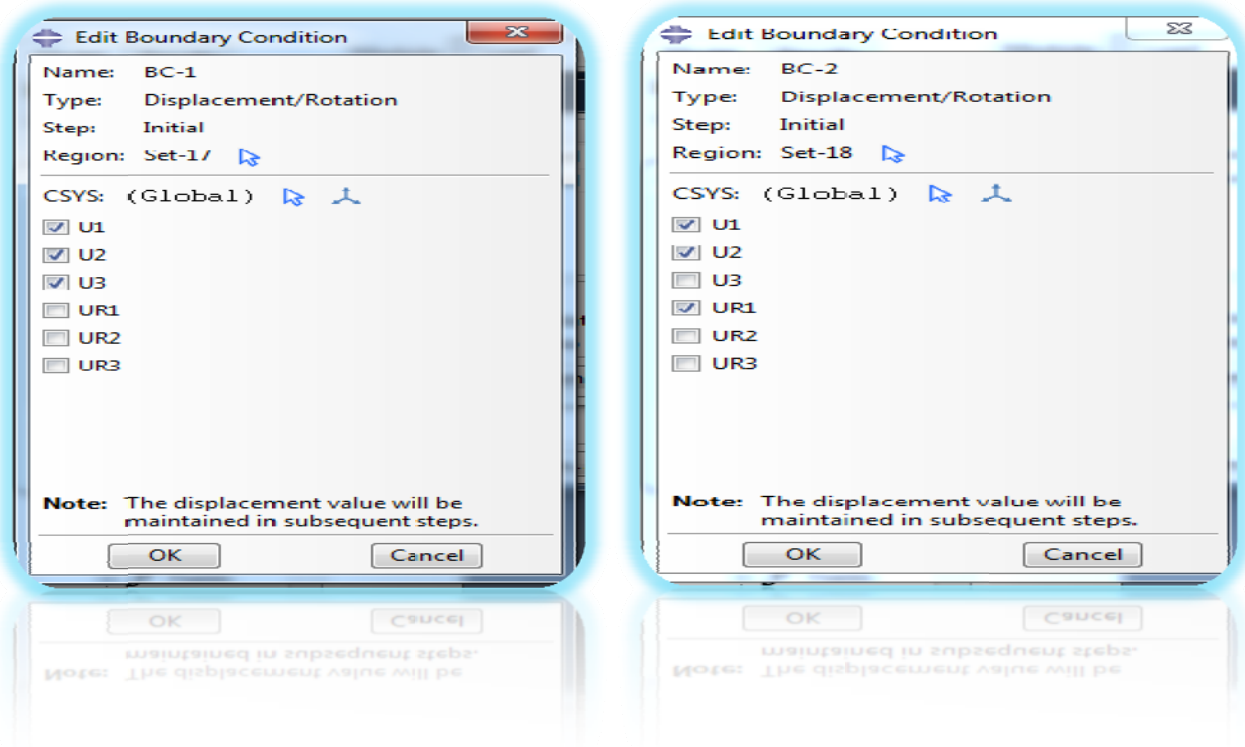 Edit Boundary Condition
Name: BC-1
Type: Displacement/Rotation
Step: Initial
Region: Set-17
CSYS: (Global)
U1
U2
U3
UR1
UR2
UR3
Note: The displacement value will be
maintained in subsequent steps.
OK Cancel
Edit Boundary Condition
Name: BC-2
Type: Displacement/Rotation
Step: Initial
Region: Set-18
CSYS: (Global)
U1
U2
U3
UR1
UR2
UR3
Note: The displacement value will be
maintained in subsequent steps.
OK Cancel